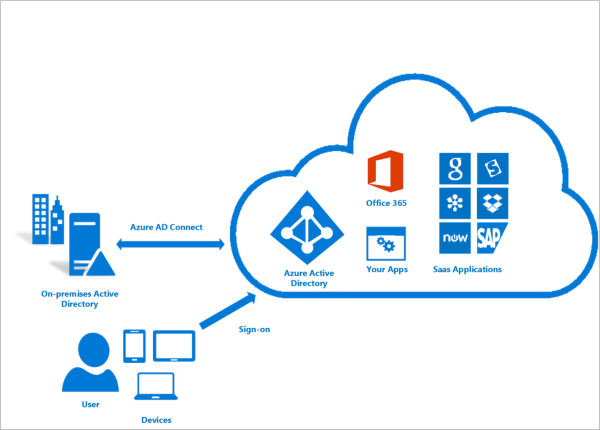 Office 365
g
now
SAP
Azure AD Connect
Azure Active
Directory
Your Apps
Saas Applications
On-premises Active
Directory
Sign-on
User
Devices